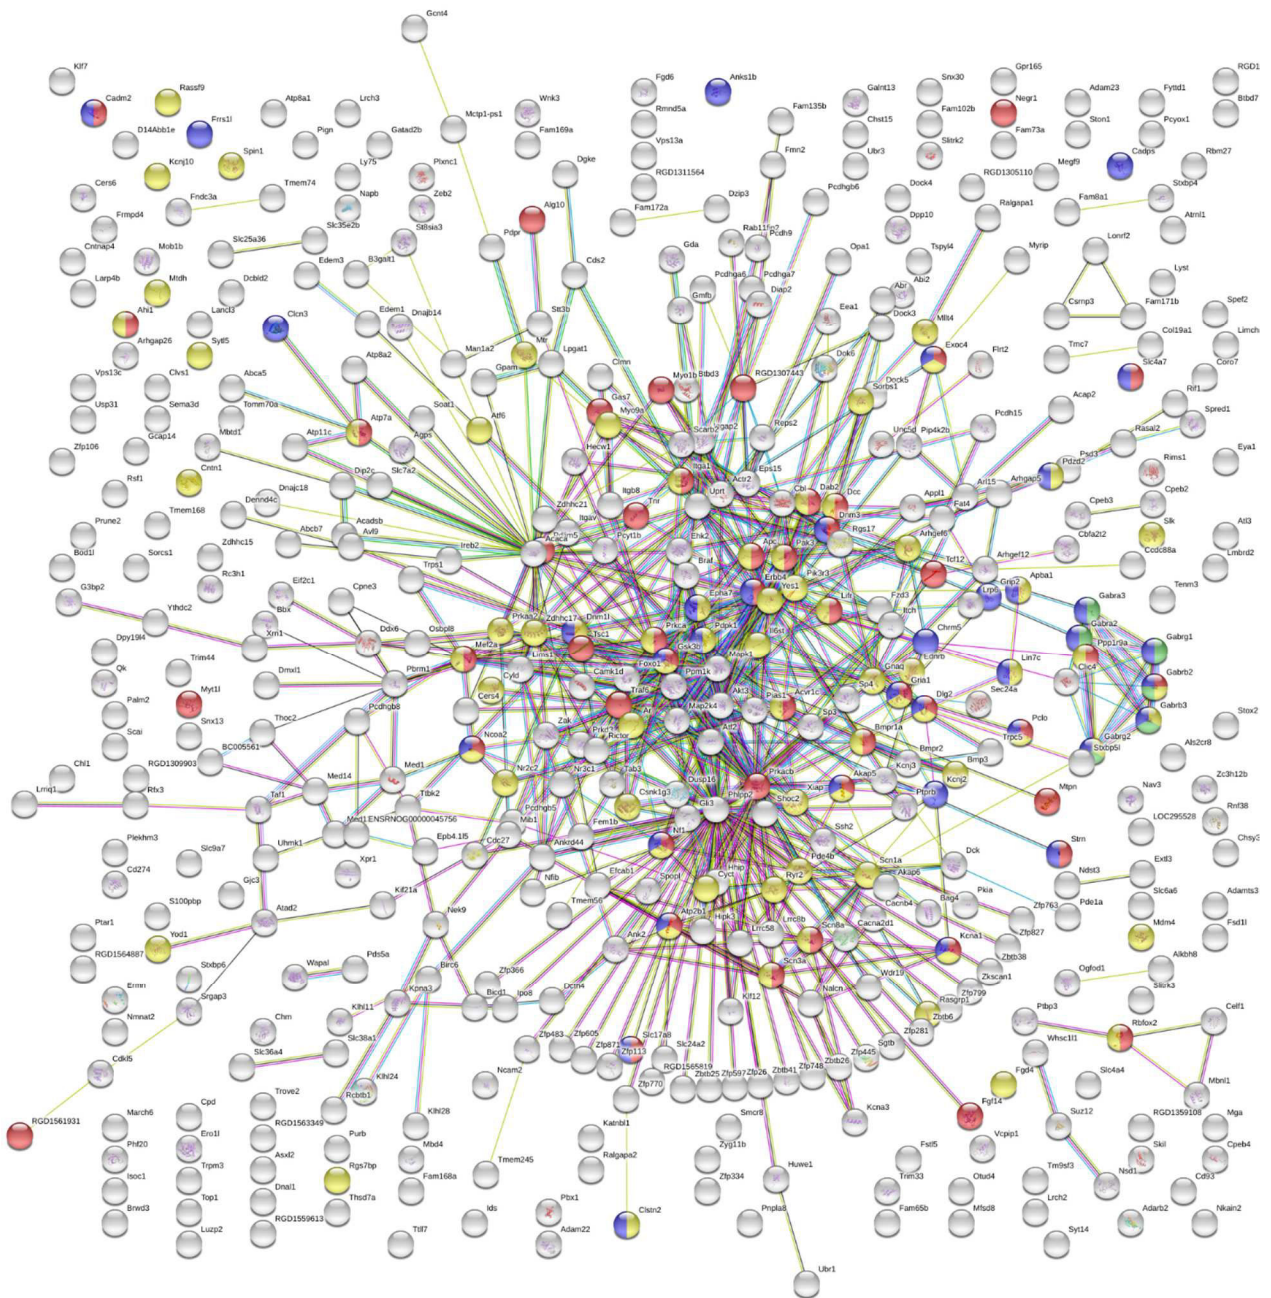 Gcnt4
Klf7
Cadm2
Rassf9
Frrs1l
D14Abb1e
Atp8a1
Lrch3
Pign
Gatad2b
Mctp1-ps1
Wnk3
Fam169a
Fgd6
Anks1b
Rmnd5a
Vps13a
RGD1311564
Fam172a
Dzip3
Fam135b
Fmn2
Galnt13
Chst15
Ubr3
Snx30
Fam102b
Slitrk2
Gpr165
Negr1
Fam73a
Adam23
Ston1
Fyttd1
Pcyox1
RGD1
Btbd7
Rbm27
Cadps
Megf9
RGD1305110
Fam8a1
Stxbp4
Atrnl1
Kcnj10
Spin1
Ly75
Plxnc1
Napb
Zeb2
Cers6
Fndc3a
Tmem74
Frmpd4
Cntnap4
Mob1b
Slc25a36
Slc35e2b
St8sia3
B3galt1
Dgke
Alg10
Pdpr
Cds2
Gda
Pcdh9
Pcdhgb6
Pcdhga6
Pcdhga7
Gmfb
Diap2
Dock4
Dpp10
Tspyl4
Ralgapa1
Myrip
Opa1
Abi2
Abr
Eea1
Dock3
Mllt4
Lonrf2
Csrnp3
Fam171b
Lyst
Spef2
Limch
Col19a1
Tmc7
Slc4a7
Coro7
Larp4b
Mtdh
Dcbld2
Ahi1
Lancl3
Clcn3
Arhgap26
Sytl5
Edem3
Edem1
Dnajb14
Man1a2
Stt3b
Mtr
Lpgat1
Gpam
Clmn
Myo1b
Btbd3
RGD1307443
Dok6
Exoc4
Flrt2
Dock5
Sorbs1
Vps13c
Clvs1
Abca5
Atp8a2
Usp31
Sema3d
Tomm70a
Atp7a
Soat1
Atf6
Gas7
Myo9a
Scarb2
Reps2
Pcdh15
Acap2
Rif1
Spred1
Rasal2
Zfp106
Gcap14
Mbtd1
Atp11c
Agps
Hecw1
Itga1
Eps15
Pip4k2b
Psd3
Pdzd2
Rims1
Eya1
Rsf1
Cntn1
Dip2c
Slc7a2
Itgb8
Uprt
Actr2
Cbl
Dab2
Dcc
Appl1
Fat4
Arl15
Arhgap5
Cpeb3
Cpeb2
Prune2
Tmem168
Dennd4c
Dnajc18
Zdhhc21
Itgav
Tnr
Dnm3
Rgs17
Slk
Atl3
Bod1l
Sorcs1
Abcb7
Acadsb
Avl9
Ireb2
Acaca
Pcyt1b
Ehk2
Apc
Pak3
Arhgef6
Arhgef12
Cbfa2t2
Ccdc88a
Lmbrd2
Zdhhc15
Rc3h1
Trps1
Braf
Erbb4
Pik3r3
Tcf12
Tenm3
G3bp2
Eif2c1
Cpne3
Epha7
Yes1
Lifr
Fzd3
Lrp6
Grip2
Apba1
Gabra3
Ythdc2
Bbx
Ddx6
Osbpl8
Prkaa2
Zdhhc17
Dnm1l
Tsc1
Prkca
Pdpk1
Il6st
Itch
Chrm5
Gabra2
Ppp1r9a
Gabrg1
Dpy19l4
Xrn1
Mef2a
Lims1
Foxo1
Gsk3b
Mapk1
Ednrb
Lin7c
Clic4
Gabrb2
Qk
Trim44
Dmxl1
Pbrm1
Cyld
Camk1d
Ppm1k
Gnaq
Gria1
Sec24a
Gabrb3
Palm2
Myt1l
Cers4
Traf6
Akt3
Pias1
Acvr1c
Sp4
Dlg2
Gabrg2
Stox2
Scai
Snx13
Thoc2
Pcdhgb8
Zak
Ar
Map2k4
Sp3
Bmpr1a
Pclo
Trpc5
Stxbp5l
Als2cr8
BC005561
Ncoa2
Prkd3
Rictor
Atf2
Bmpr2
Chl1
RGD1309903
Med14
Med1
Nr2c2
Nr3c1
Tab3
Dusp16
Prkacb
Kcnj3
Bmp3
Kcnj2
Lrriq1
Rfx3
Taf1
Ttbk2
Pcdhgb5
Csnk1g3
Gli3
Phlpp2
Shoc2
Xiap
Akap5
Ptprb
Mtpn
Nav3
Zc3h12b
ENSRNOG00000045756
Mib1
Fem1b
Rnf38
Plekhm3
Uhmk1
Epb4.1l5
Cdc27
Ankrd44
Nf1
Ssh2
Strn
LOC295528
Chsy3
Cd274
Slc9a7
Xpr1
Nfib
Efcab1
Spopl
Hhip
Cyct
Pde4b
Ryr2
Scn1a
Akap6
Dck
Ndst3
Extl3
Gjc3
Kif21a
Tmem56
Hipk3
Cacnb4
Bag4
Pkia
Pde1a
Slc6a6
Adamts3
S100pbp
Atad2
Nek9
Atp2b1
Lrrc8b
Scn8a
Cacna2d1
Kcna1
Zfp763
Zfp827
Mdm4
Fsd1l
Ptar1
Yod1
Ank2
Lrrc58
Zbtb38
RGD1564887
Stxbp6
Wapal
Pds5a
Birc6
Zfp366
Scn3a
Nalcn
Wdr19
Zkscan1
Ogfod1
Alkbh8
Ermn
Srgap3
Kpna3
Bicd1
Ipo8
Dctn4
Klf12
Rasgrp1
Zfp799
Zbtb6
Ptbp3
Slitrk3
Celf1
Nmnat2
Chm
Klhl11
Zfp281
Rbfox2
Cdkl5
Slc36a4
Slc38a1
Zfp483
Zfp605
Zfp871
Slc17a8
Zfp113
Slc24a2
Sgtb
Zfp445
Whsc1l1
Klhl24
Rcbtb1
Ncam2
Zfp770
RGD1565819
Zbtb25
Zfp597
Zfp26
Zbtb41
Zfp748
Zbtb26
Fgd4
Slc4a4
Mbnl1
RGD1561931
Trove2
Kcna3
Fgf14
Suz12
March6
Cpd
RGD1563349
Klhl28
Smcr8
Katnbl1
Vcpip1
RGD1359108
Mga
Phf20
Ero1l
Purb
Mbd4
Zyg11b
Fstl5
Skil
Cpeb4
Isoc1
Trpm3
Asxl2
Rgs7bp
Fam168a
Tmem245
Ralgapa2
Zfp334
Huwe1
Trim33
Otud4
Tm9sf3
Nsd1
Cd93
Brwd3
Top1
Dnal1
Thsd7a
Ids
Pbx1
Clstn2
Fam65b
Mfsd8
Lrch2
Luzp2
RGD1559613
Ttll7
Adam22
Syt14
Adarb2
Nkain2
Ubr1